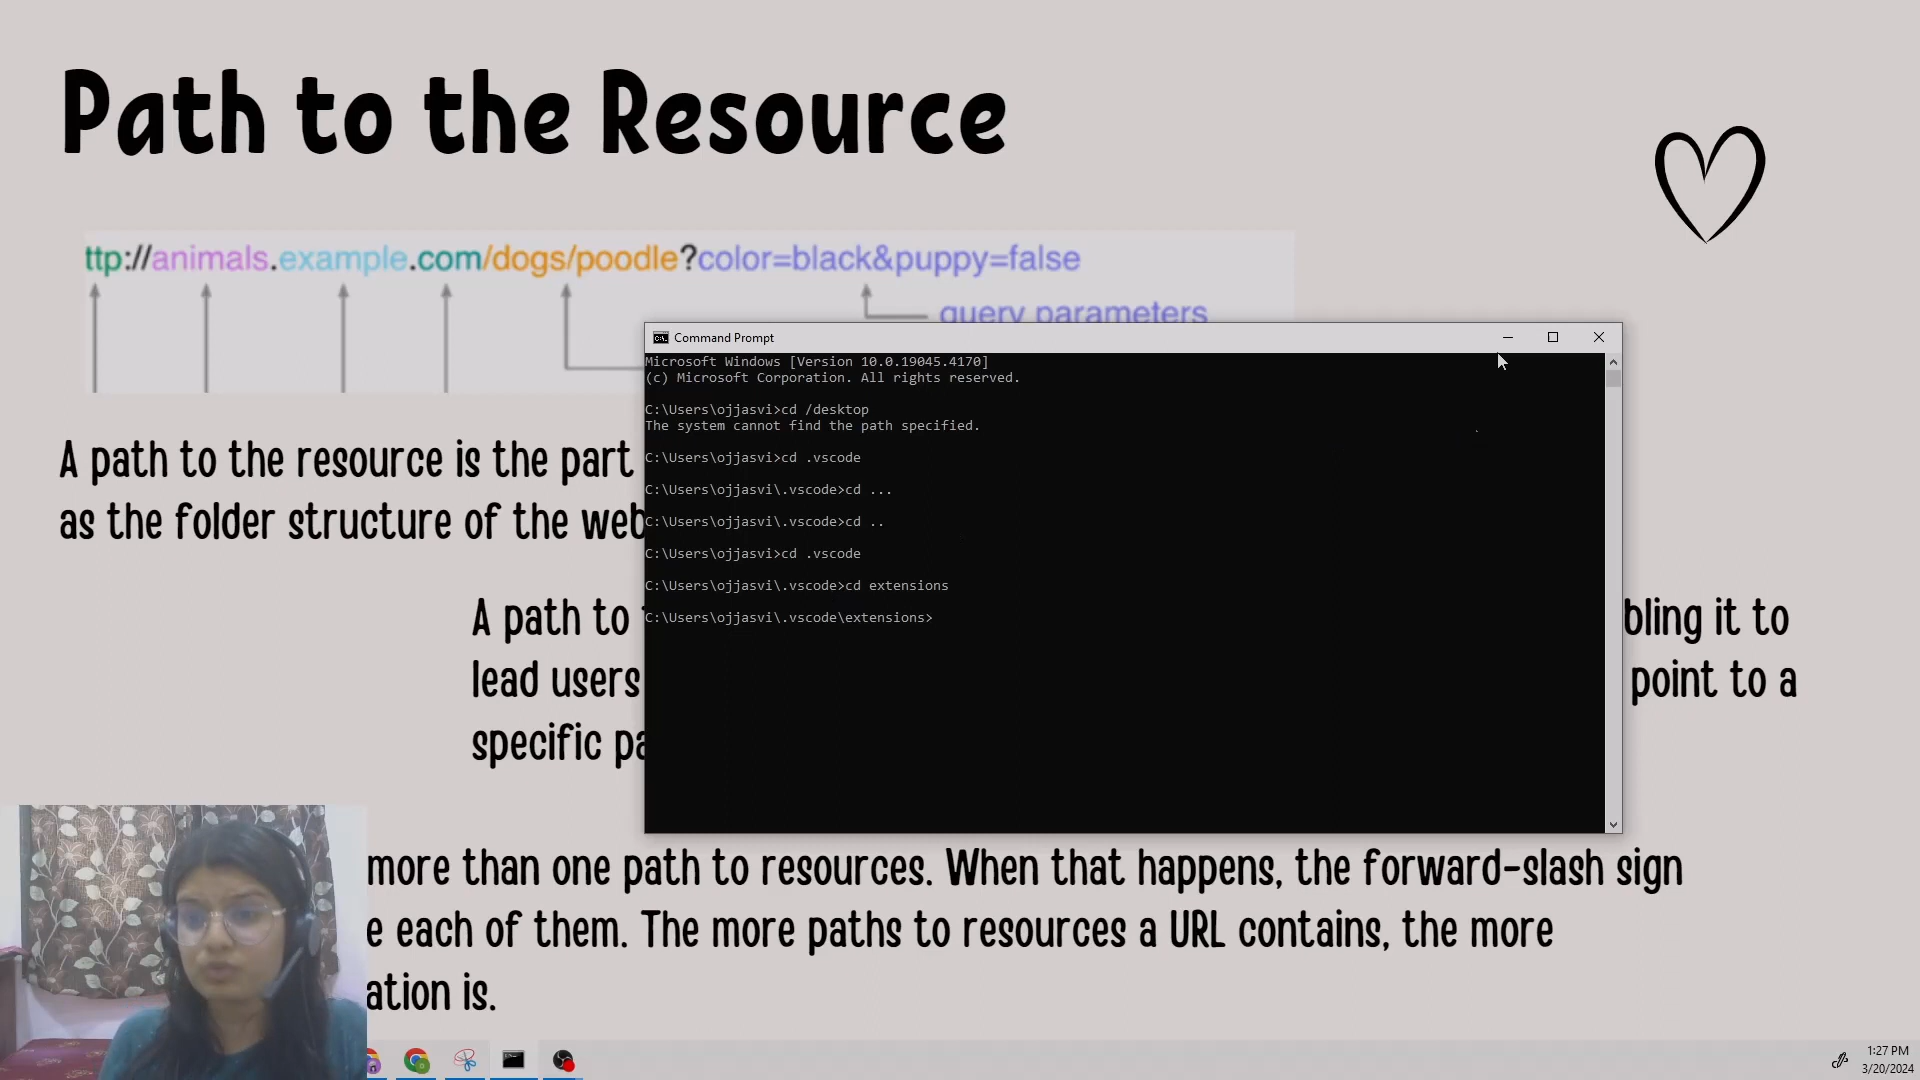 Path to the Resource
ttp://animals.example.com/dogs/poodle?color=black&puppy=false
query parameters
Command Prompt
Microsoft Windows [Version 10.0.19045.4170]
(c) Microsoft Corporation. All rights reserved.
C:\Users\ojjasvi>cd /desktop
The system cannot find the path specified.
C:\Users\ojjasvi>cd .vscode
C:\Users\ojjasvi\.vscode>cd ...
C:\Users\ojjasvi\.vscode>cd ..
C:\Users\ojjasvi>cd .vscode
C:\Users\ojjasvi\.vscode>cd extensions
C:\Users\ojjasvi\.vscode\extensions>
A path to the resource is the part
as the folder structure of the web
A path to
bling it to
lead users
point to a
specific pa
more than one path to resources. When that happens, the forward-slash sign
e each of them. The more paths to resources a URL contains, the more
ation is.
1:27 PM
3/20/2024